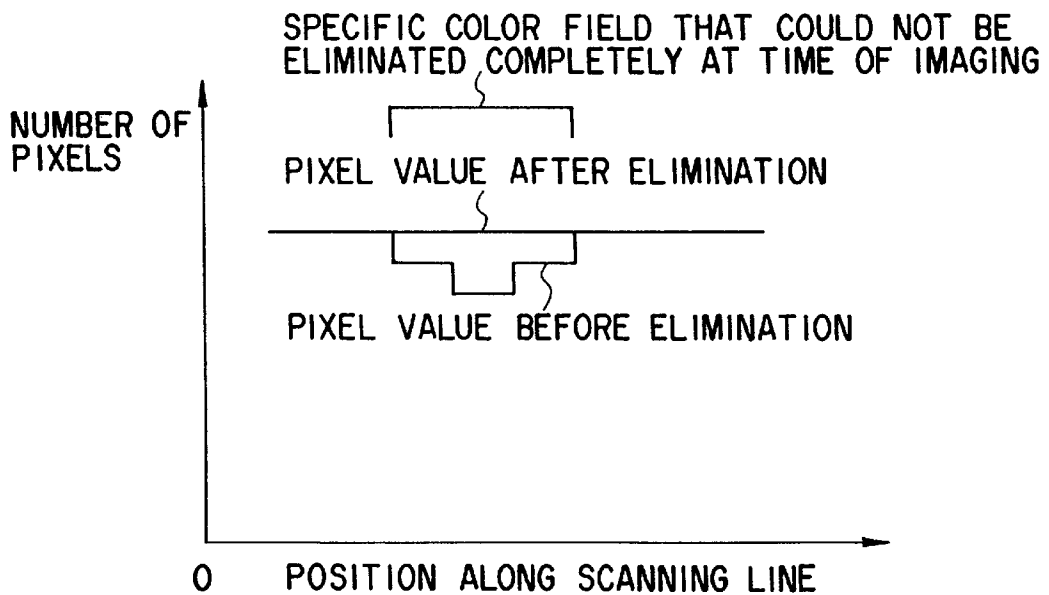 SPECIFIC COLOR FIELD THAT COULD NOT BE
ELIMINATED COMPLETELY AT TIME OF IMAGING
NUMBER OF
PIXELS
PIXEL VALUE AFTER ELIMINATION
PIXEL VALUE BEFORE ELIMINATION
0 POSITION ALONG SCANNING LINE